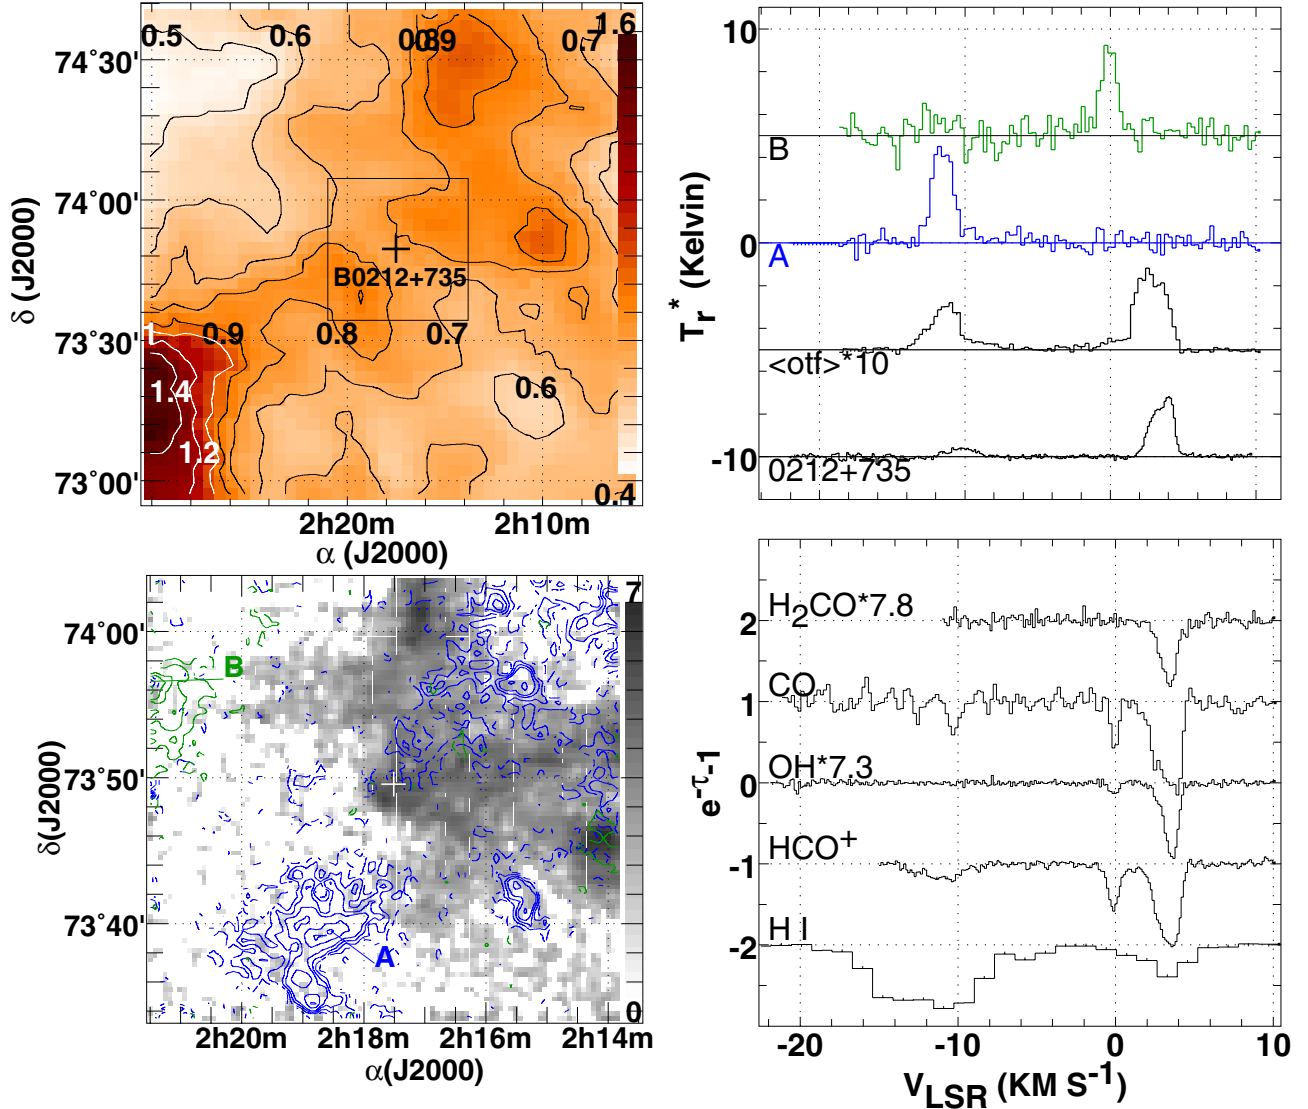 0.5 0.6 0.9 0.7 1.6
74°30'
74°00'
73°30'
73°00'
δ (J2000)
B0212+735
1 0.9 0.8 0.7
1.4
0.6
1.2
0.4
2h20m 2h10m
α (J2000)
10
0
-10
T_r* (Kelvin)
B
A
<otf>*10
0212+735
7
74°00'
73°50'
73°40'
δ(J2000)
B
A
0
2h20m 2h18m 2h16m 2h14m
α(J2000)
2
1
0
-1
-2
e^-τ-1
H₂CO*7.8
CO
OH*7.3
HCO⁺
H I
-20 -10 0 10
V_LSR (KM S⁻¹)